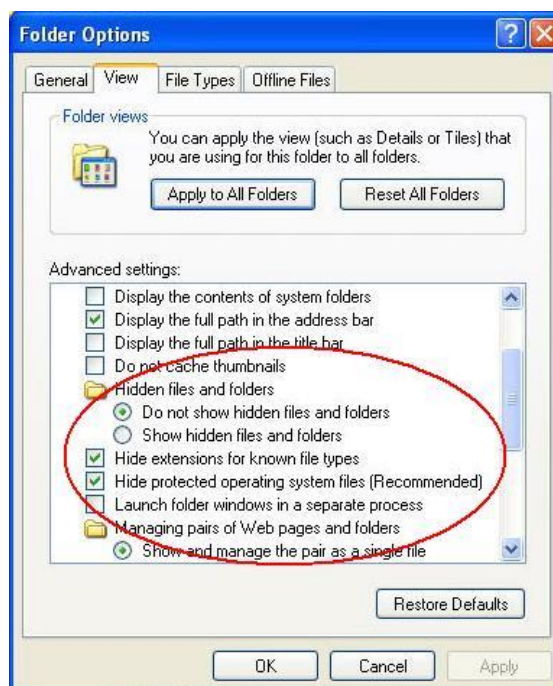 Folder Options
General View File Types Offline Files
Folder views
You can apply the view (such as Details or Tiles) that
you are using for this folder to all folders.
Apply to All Folders Reset All Folders
Advanced settings:
Display the contents of system folders
Display the full path in the address bar
Display the full path in the title bar
Do not cache thumbnails
Hidden files and folders
Do not show hidden files and folders
Show hidden files and folders
Hide extensions for known file types
Hide protected operating system files (Recommended)
Launch folder windows in a separate process
Managing pairs of Web pages and folders
Show and manage the pair as a single file
Restore Defaults
OK Cancel Apply